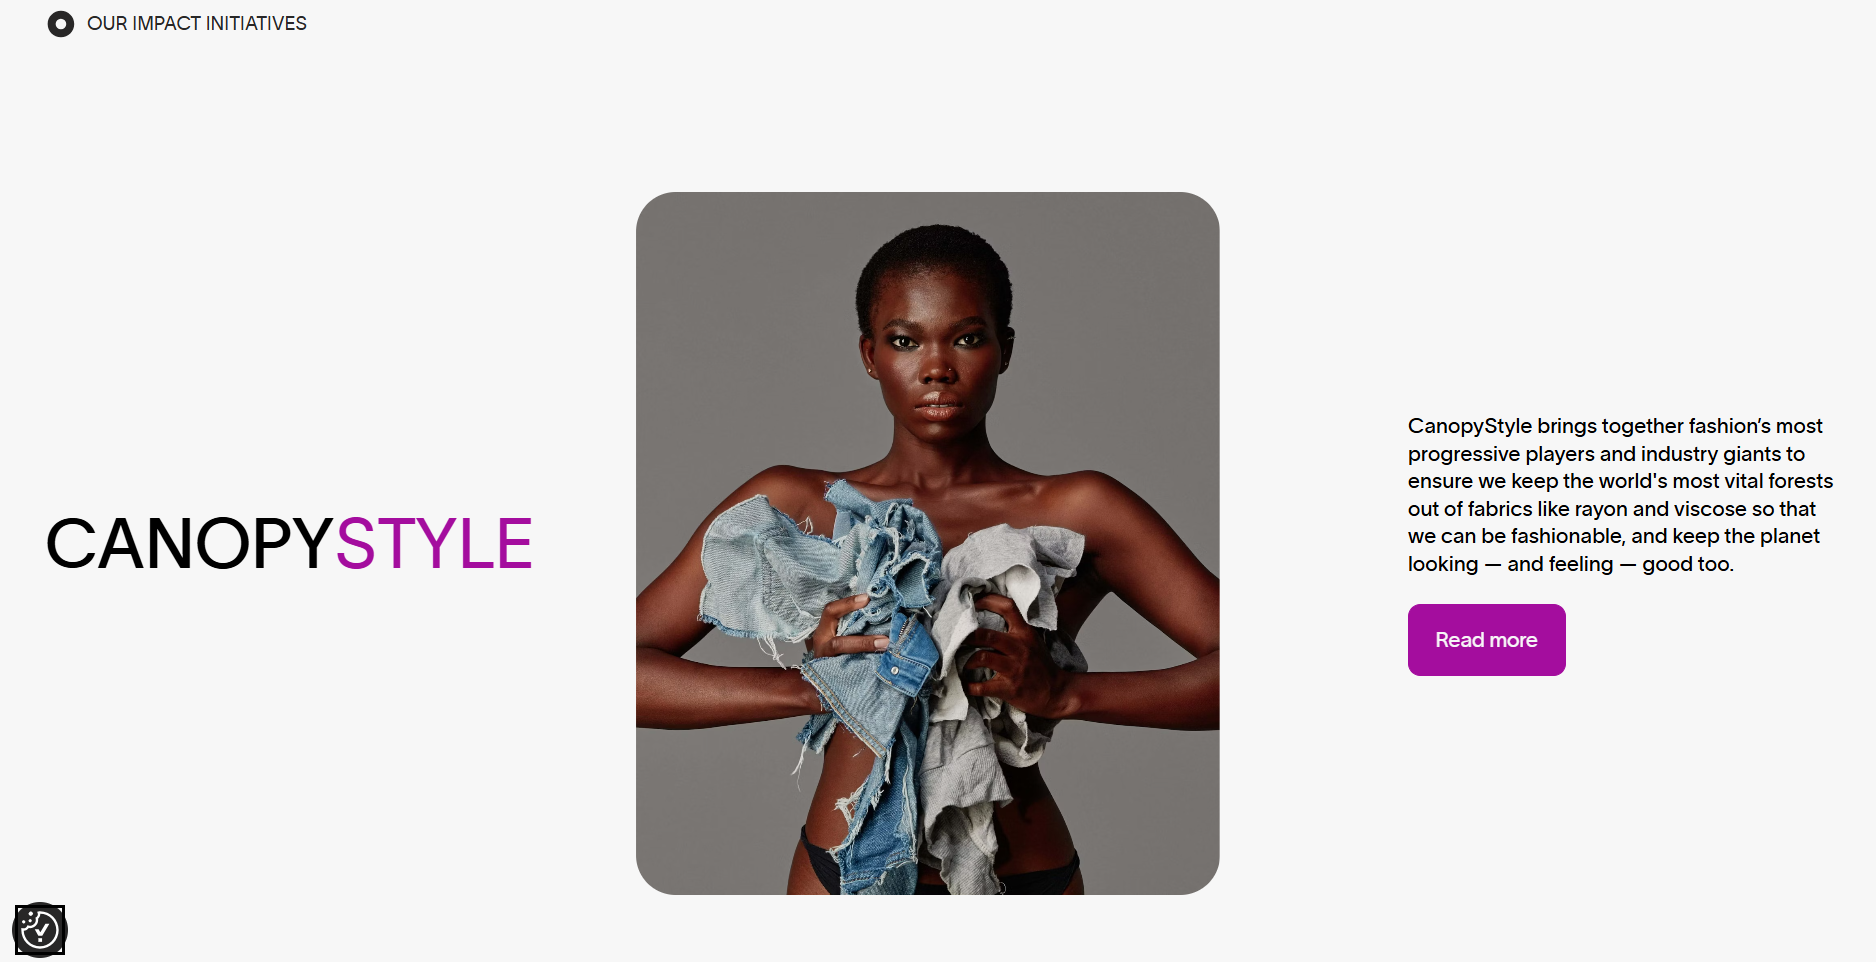 OUR IMPACT INITIATIVES
CANOPYSTYLE
CanopyStyle brings together fashion’s most
progressive players and industry giants to
ensure we keep the world's most vital forests
out of fabrics like rayon and viscose so that
we can be fashionable, and keep the planet
looking — and feeling — good too.
Read more